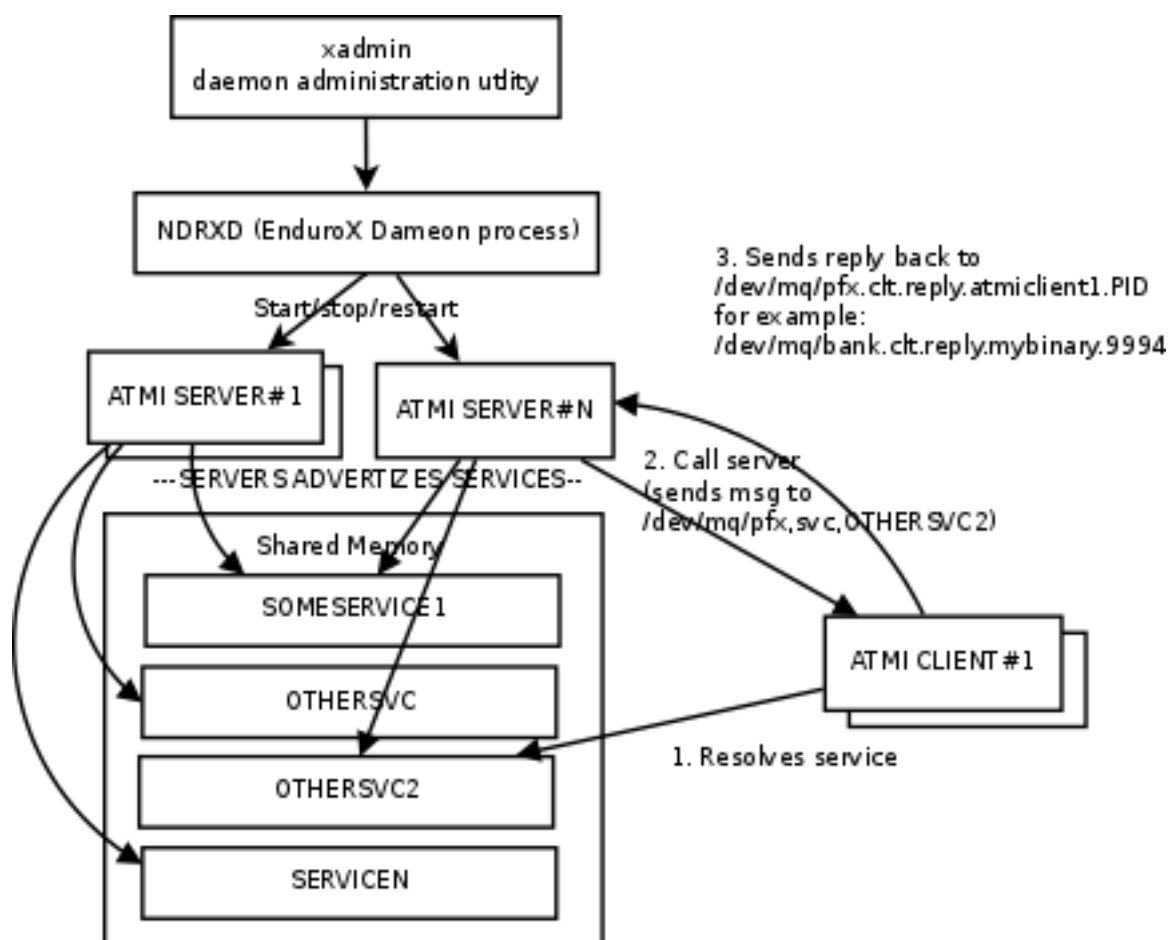 xadmin
daemon administration utlity
NDRXD (EnduroX Dameon process)
3. Sends reply back to
/dev/mq/pfx.clt.reply.atmiclient1.PID
for example:
/dev/mq/bank.clt.reply.mybinary.9994
Start/stop/restart
ATMI SERVER#1
ATMI SERVER#N
---SERVERS ADVERTIZES SERVICES--
2. Call server
(sends msg to
/dev/mq/pfx,svc,OTHERSVC2)
Shared Memory
SOMESERVICE1
ATMI CLIENT#1
OTHERSVC
1. Resolves service
OTHERSVC2
SERVICEN